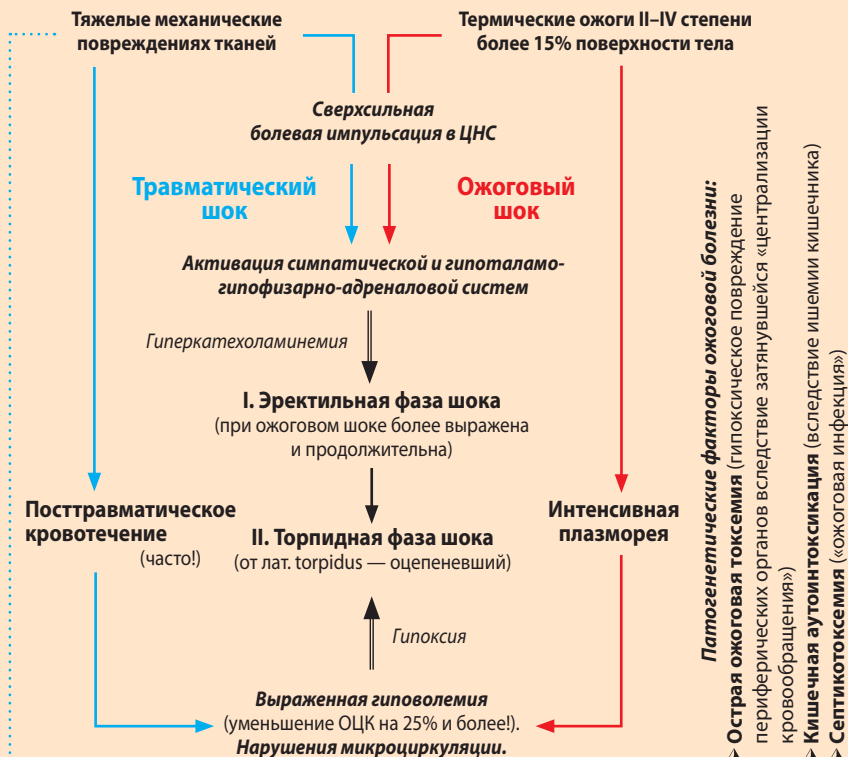 Тяжелые механические
повреждениях тканей
Термические ожоги II–IV степени
более 15% поверхности тела
Сверхсильная
болевая импульсация в ЦНС
Травматический
шок
Ожоговый
шок
Активация симпатической и гипоталамо-
гипофизарно-адреналовой систем
Гиперкатехоламинемия
I. Эректильная фаза шока
(при ожоговом шоке более выражена
и продолжительна)
Посттравматическое
кровотечение
(часто!)
II. Торпидная фаза шока
(от лат. torpidus — оцепеневший)
Интенсивная
плазморея
Гипоксия
Выраженная гиповолемия
(уменьшение ОЦК на 25% и более!).
Нарушения микроциркуляции.
Патогенетические факторы ожоговой болезни:
Острая ожоговая токсемия (гипоксическое повреждение
периферических органов вследствие затянувшейся «централизации
кровообращения»)
Кишечная аутоинтоксикация (вследствие ишемии кишечника)
Септикотоксемия («ожоговая инфекция»)